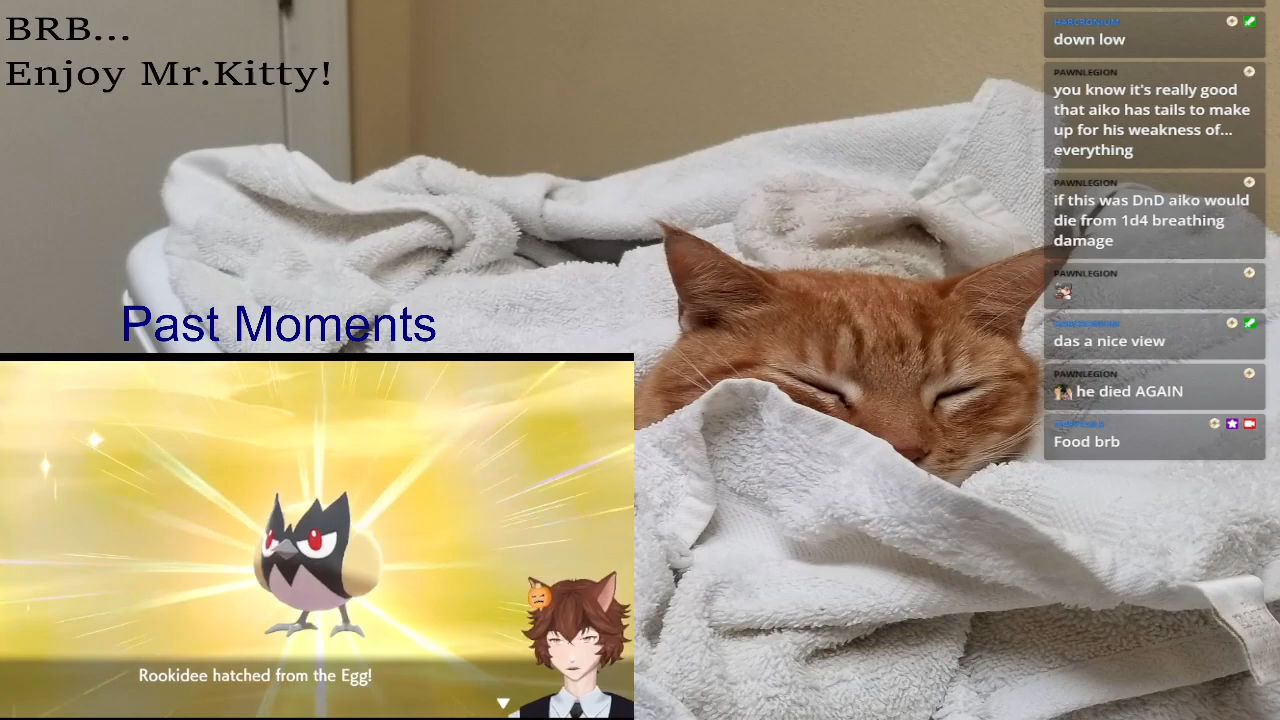 BRB...
Enjoy Mr.Kitty!
Past Moments
Rookidee hatched from the Egg!
down low
PAWNLEGION
you know it's really good
that aiko has tails to make
up for his weakness of...
everything
PAWNLEGION
if this was DnD aiko would
die from 1d4 breathing
damage
PAWNLEGION
das a nice view
PAWNLEGION
he died AGAIN
Food brb